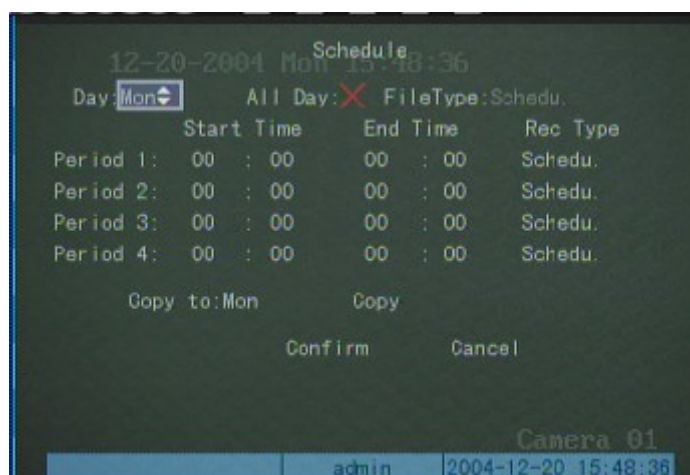 Schedule
12-20-2004 Mon 15:48:36
Day:Mon All Day: FileType:Schedu.
Start Time End Time Rec Type
Period 1: 00 : 00 00 : 00 Schedu.
Period 2: 00 : 00 00 : 00 Schedu.
Period 3: 00 : 00 00 : 00 Schedu.
Period 4: 00 : 00 00 : 00 Schedu.
Copy to:Mon Copy
Confirm Cancel
Camera 01
admin 2004-12-20 15:48:36